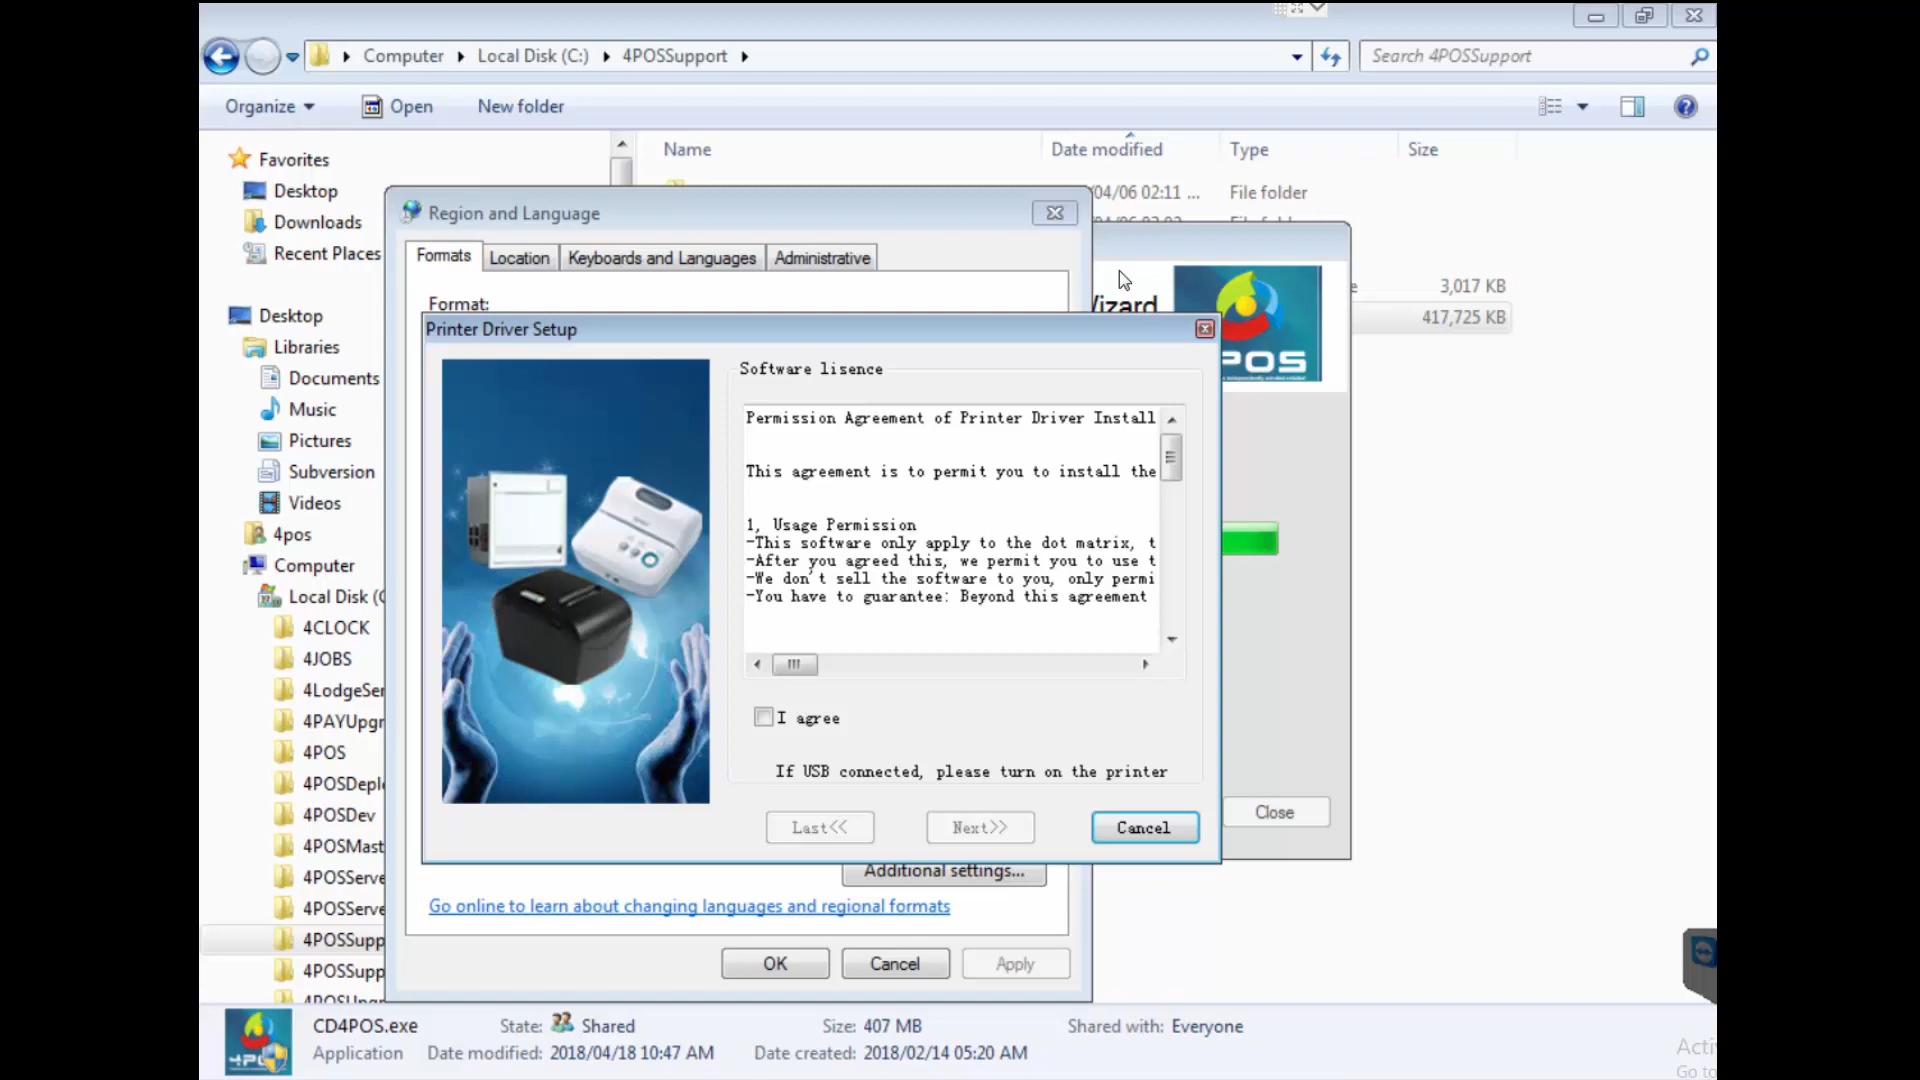 Computer
Local Disk (C:)
4POSSupport
Search 4POSSupport
Organize
Open
New folder
Favorites
Desktop
Downloads
Recent Places
Desktop
Libraries
Documents
Music
Pictures
Subversion
Videos
4pos
Computer
Local Disk (C
4CLOCK
4JOBS
4LodgeSer
4PAYUpgr
4POS
4POSDeplo
4POSDev
4POSMast
4POSServe
4POSServe
4POSSupp
4POSSupp
4POSUpgr
Name
Date modified
Type
Size
/04/06 02:11 ...
File folder
3,017 KB
417,725 KB
Region and Language
Formats
Location
Keyboards and Languages
Administrative
Format:
Wizard
POS
Printer Driver Setup
Software lisence
Permission Agreement of Printer Driver Install
This agreement is to permit you to install the
1, Usage Permission
-This software only apply to the dot matrix, t
-After you agreed this, we permit you to use t
-We don't sell the software to you, only permi
-You have to guarantee: Beyond this agreement
I agree
If USB connected, please turn on the printer
Last<<
Next>>
Cancel
Close
Additional settings...
Go online to learn about changing languages and regional formats
OK
Cancel
Apply
CD4POS.exe
State: Shared
Size: 407 MB
Shared with: Everyone
Application
Date modified: 2018/04/18 10:47 AM
Date created: 2018/02/14 05:20 AM
Acti
Go to